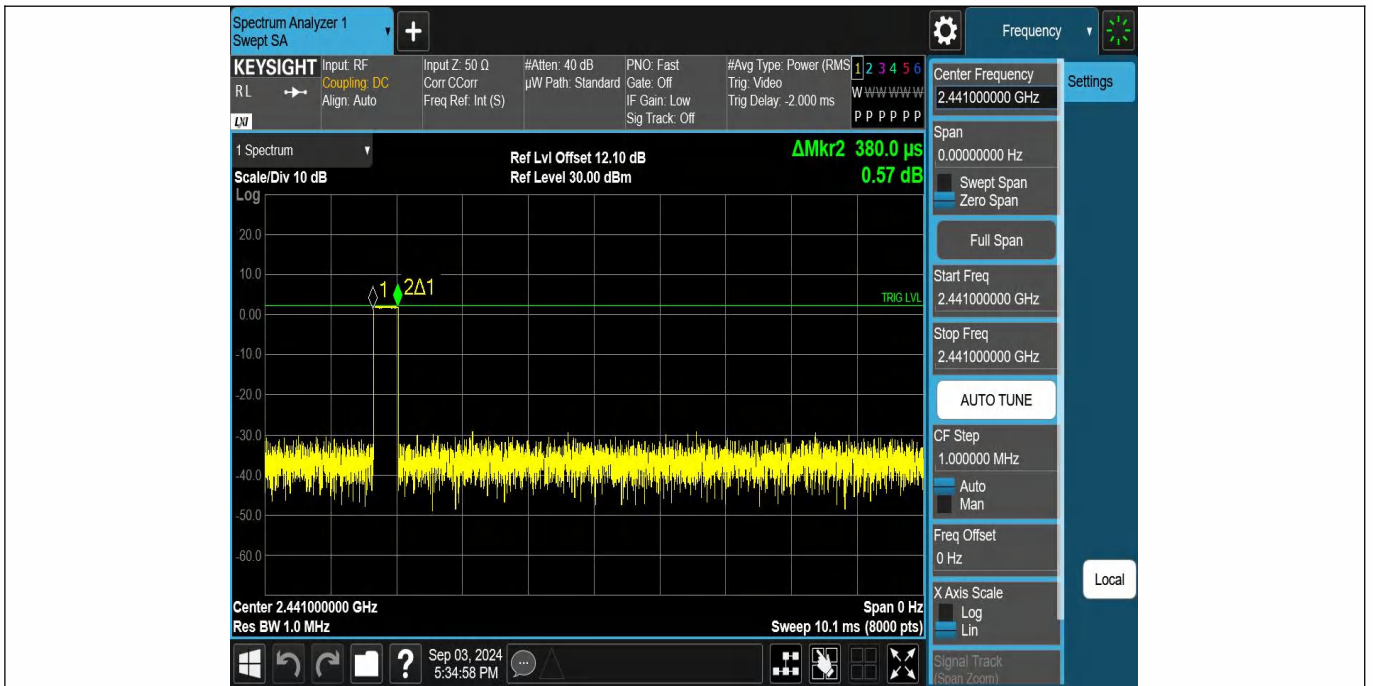 Spectrum Analyzer 1
Swept SA
Frequency
KEYSIGHT
RL
LXI
Input: RF
Coupling: DC
Align: Auto
Input Z: 50 Ω
Corr CCorr
Freq Ref: Int (S)
#Atten: 40 dB
µW Path: Standard
PNO: Fast
Gate: Off
IF Gain: Low
Sig Track: Off
#Avg Type: Power (RMS
Trig: Video
Trig Delay: -2.000 ms
1 2 3 4 5 6
W W W W W W
P P P P P P
1 Spectrum
Scale/Div 10 dB
Ref Lvl Offset 12.10 dB
Ref Level 30.00 dBm
ΔMkr2 380.0 µs
0.57 dB
Log
20.0
10.0
0.00
-10.0
-20.0
-30.0
-40.0
-50.0
-60.0
1
2Δ1
TRIG LVL
Center 2.441000000 GHz
Res BW 1.0 MHz
Span 0 Hz
Sweep 10.1 ms (8000 pts)
Center Frequency
2.441000000 GHz
Settings
Span
0.00000000 Hz
Swept Span
Zero Span
Full Span
Start Freq
2.441000000 GHz
Stop Freq
2.441000000 GHz
AUTO TUNE
CF Step
1.000000 MHz
Auto
Man
Freq Offset
0 Hz
X Axis Scale
Log
Lin
Signal Track
(Span Zoom)
Local
?
Sep 03, 2024
5:34:58 PM